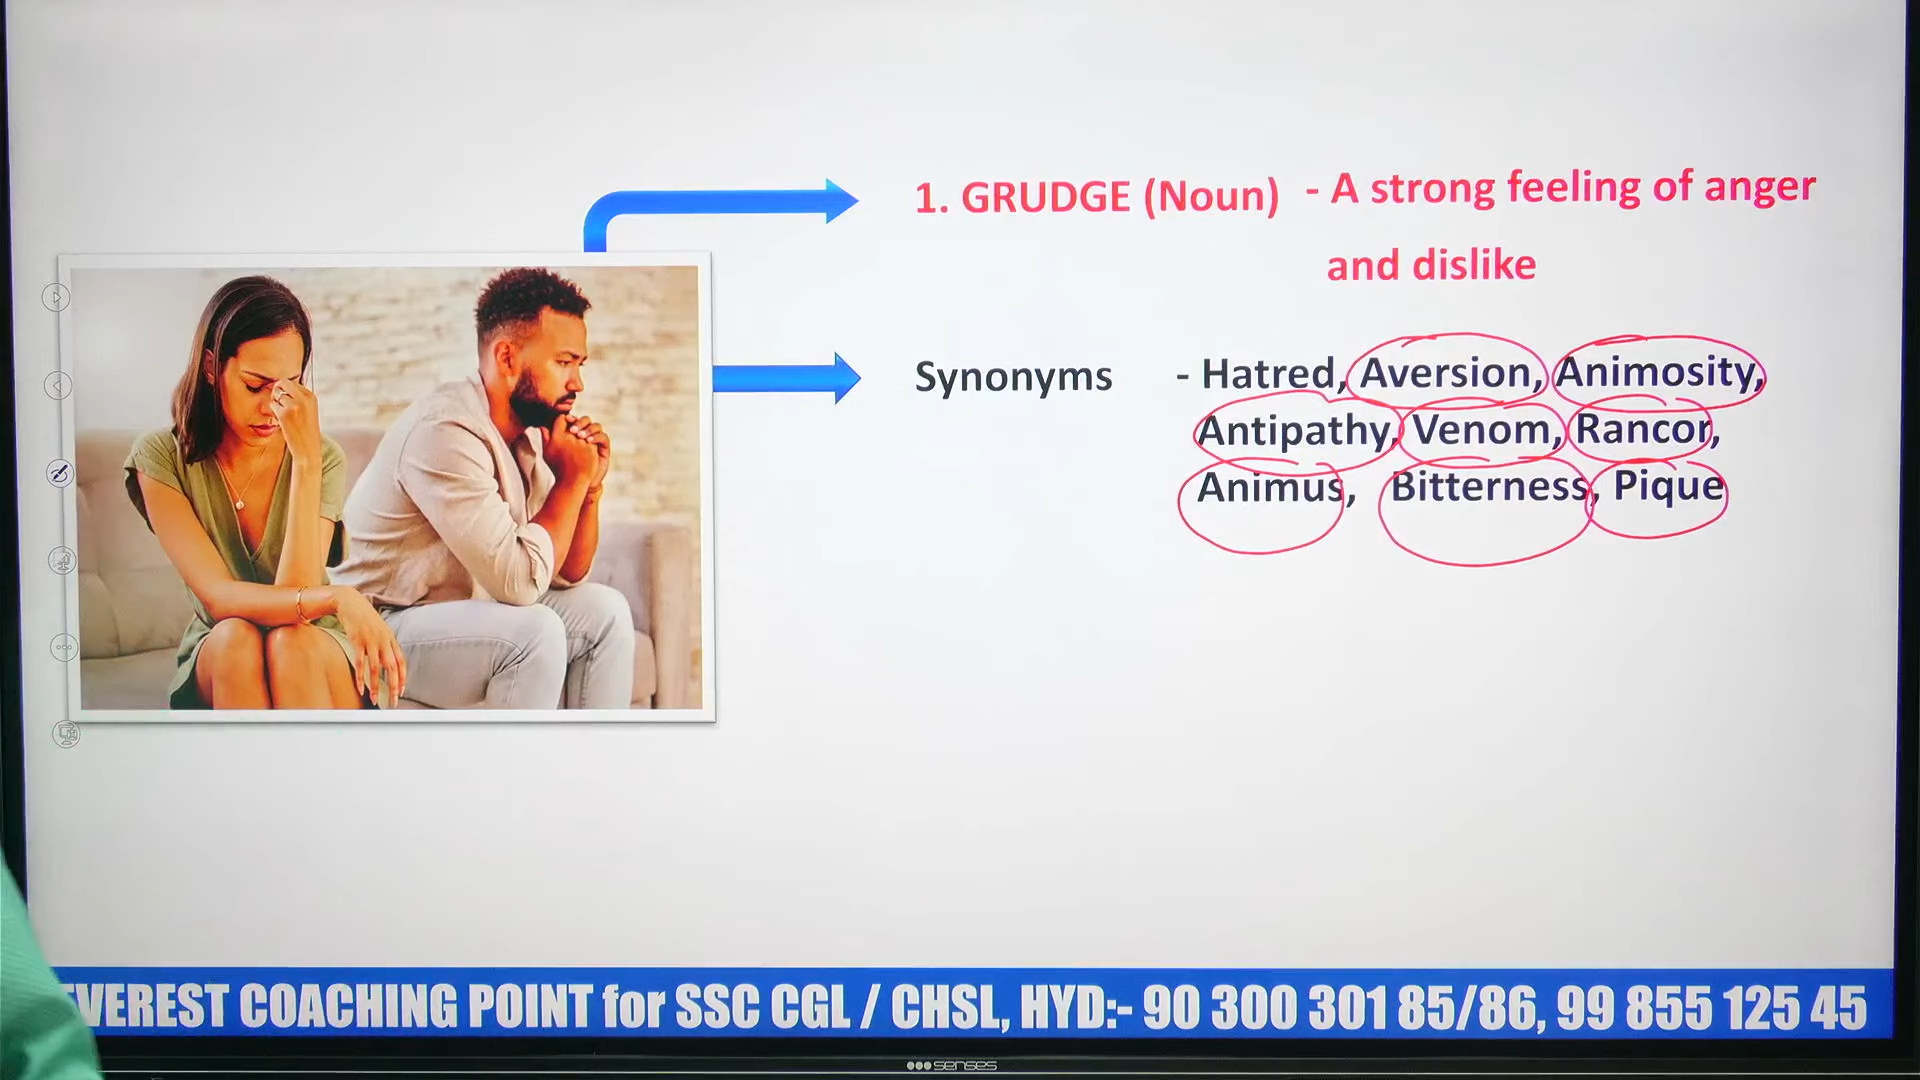 1. GRUDGE (Noun) - A strong feeling of anger
and dislike
Synonyms - Hatred, Aversion, Animosity,
Antipathy, Venom, Rancor,
Animus, Bitterness, Pique
EVEREST COACHING POINT for SSC CGL / CHSL, HYD:- 90 300 301 85/86, 99 855 125 45
senses